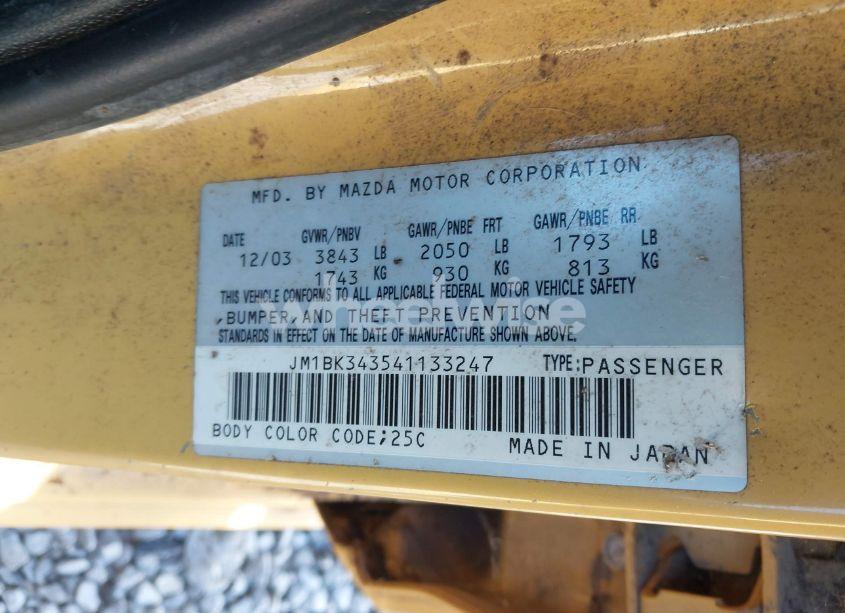 MFD. BY MAZDA MOTOR CORPORATION
DATE GVWR/PNBV GAWR/PNBE FRT GAWR/PNBE RR
12/03 3843 LB 2050 LB 1793 LB
1743 KG 930 KG 813 KG
THIS VEHICLE CONFORMS TO ALL APPLICABLE FEDERAL MOTOR VEHICLE SAFETY
,BUMPER,AND THEFT PREVENTION
STANDARDS IN EFFECT ON THE DATE OF MANUFACTURE SHOWN ABOVE.
JM1BK343541133247 TYPE:PASSENGER
BODY COLOR CODE;25C MADE IN JAPAN
wheelwise